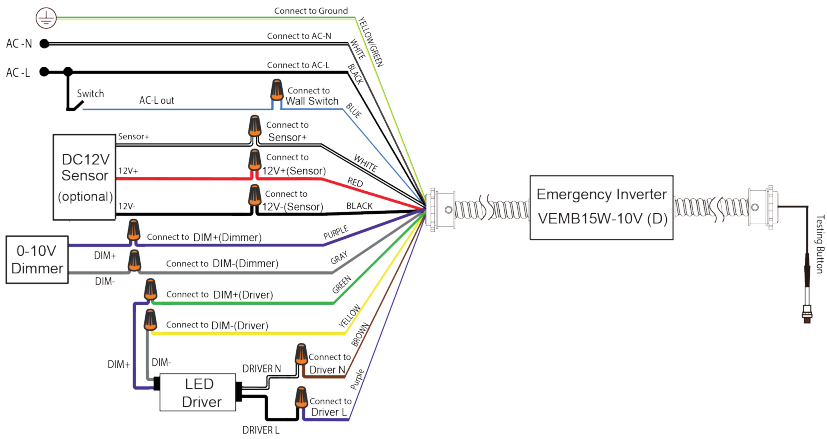 Connect to Ground
YELLOW/GREEN
AC-N
Connect to AC-N
WHITE
AC-L
Connect to AC-L
BLACK
Switch
AC-L out
Connect to
Wall Switch
BLUE
DC12V
Sensor
(optional)
Sensor+
Connect to
Sensor+
WHITE
12V+
Connect to
12V+(Sensor)
RED
12V-
Connect to
12V-(Sensor)
BLACK
Emergency Inverter
VEMB15W-10V (D)
Testing Button
0-10V
Dimmer
DIM+
Connect to DIM+(Dimmer)
PURPLE
DIM-
Connect to DIM-(Dimmer)
GRAY
Connect to DIM+(Driver)
GREEN
Connect to DIM-(Driver)
YELLOW
DIM+
DIM-
LED
Driver
DRIVER N
Connect to
Driver N
BROWN
DRIVER L
Connect to
Driver L
Purple